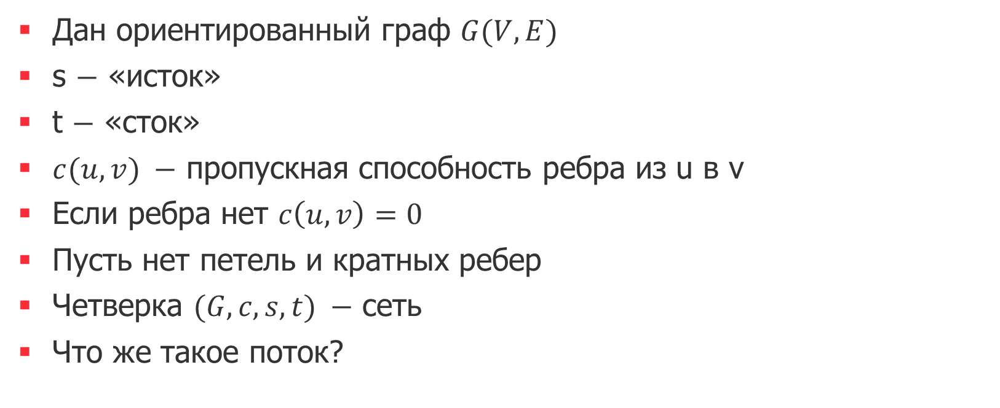 ▪ Дан ориентированный граф G(V, E)
▪ s – «исток»
▪ t – «сток»
▪ c(u, v) – пропускная способность ребра из u в v
▪ Если ребра нет c(u, v) = 0
▪ Пусть нет петель и кратных ребер
▪ Четверка (G, c, s, t) – сеть
▪ Что же такое поток?